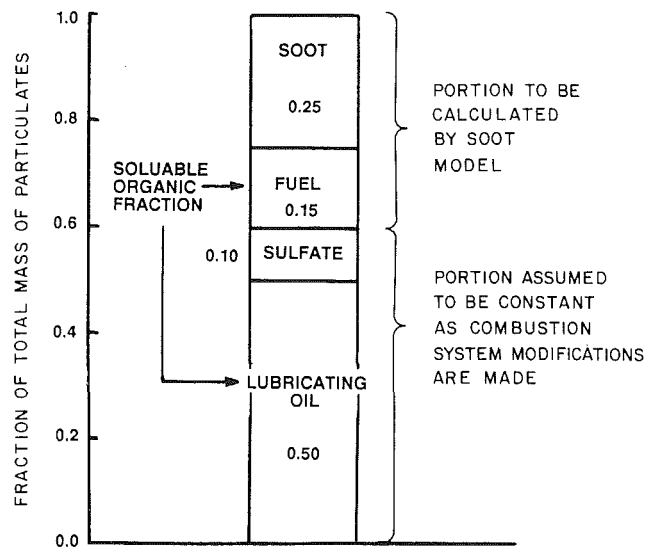 FRACTION OF TOTAL MASS OF PARTICULATES
1.0
0.8
0.6
0.4
0.2
0.0
SOLUABLE
ORGANIC
FRACTION
SOOT
0.25
FUEL
0.15
0.10
SULFATE
LUBRICATING
OIL
0.50
PORTION TO BE
CALCULATED
BY SOOT
MODEL
PORTION ASSUMED
TO BE CONSTANT
AS COMBUSTION
SYSTEM MODIFICATIONS
ARE MADE